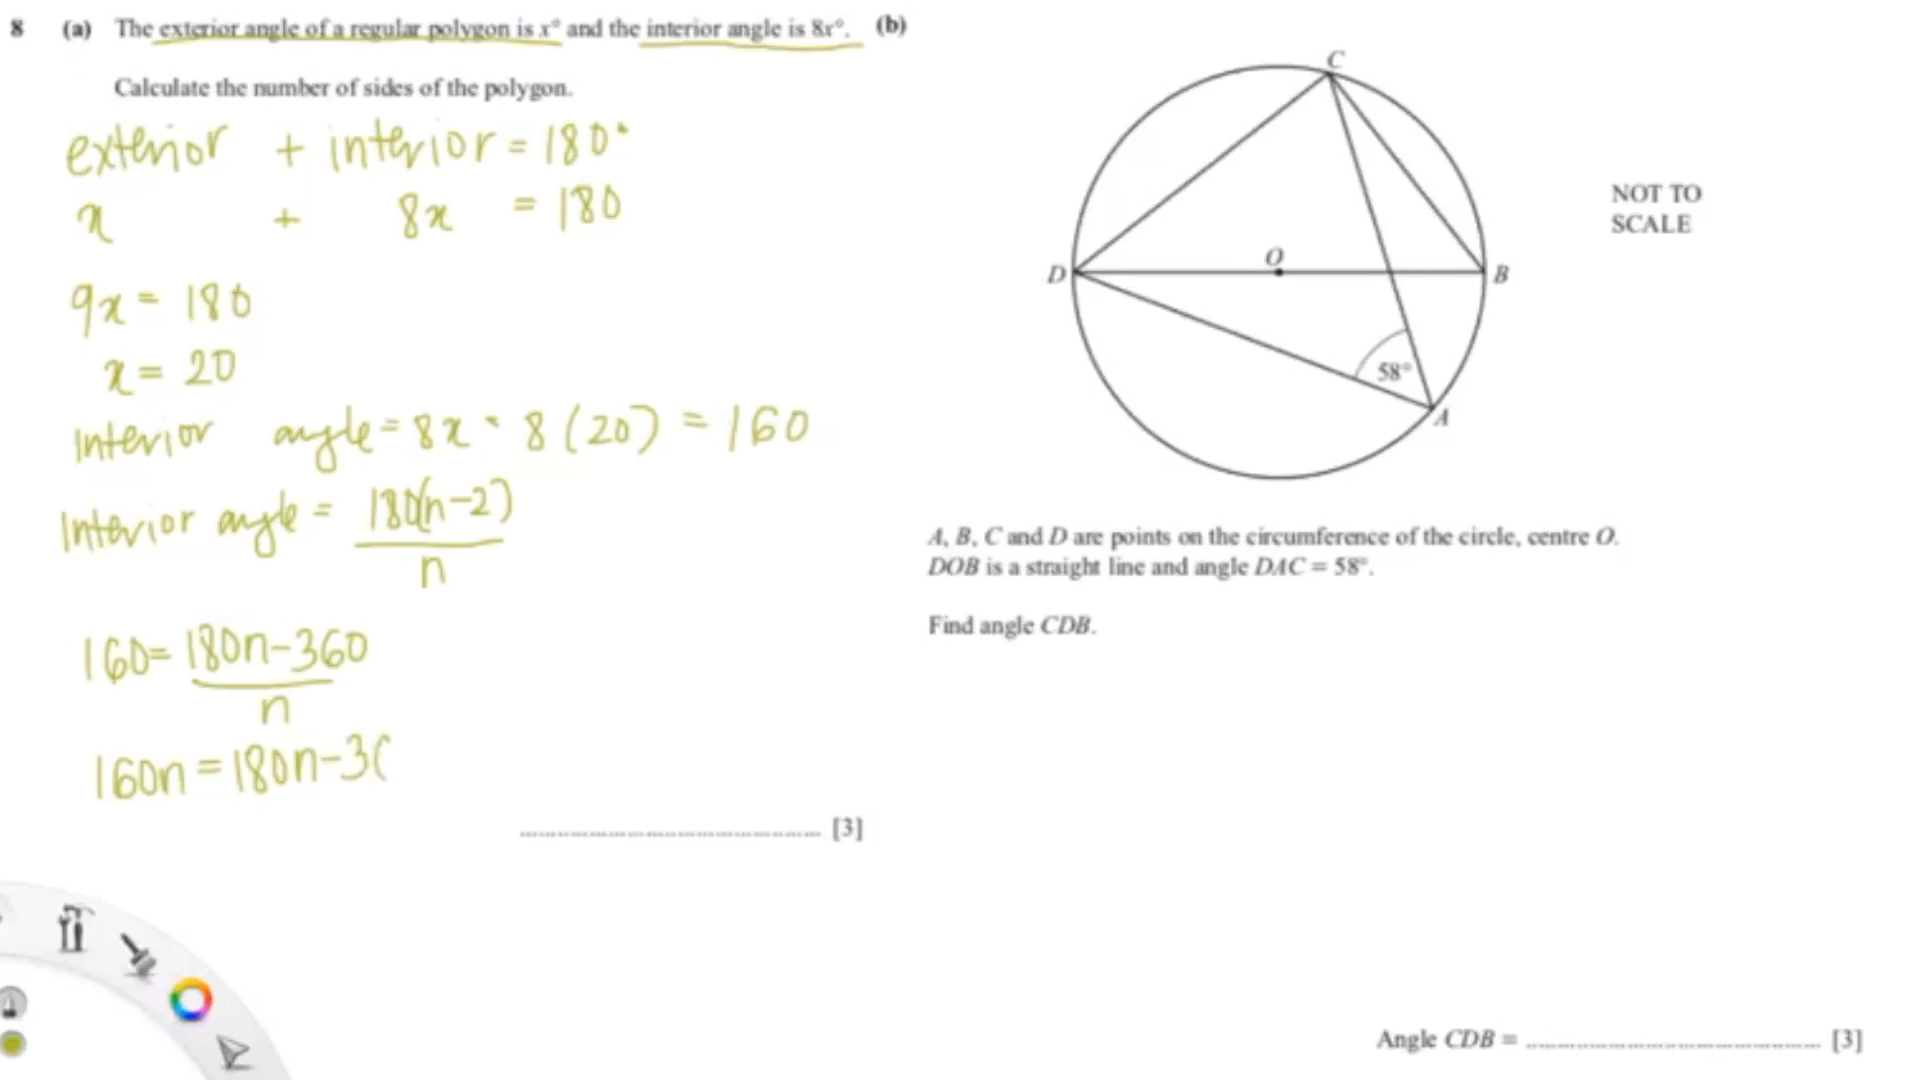 8 (a) The exterior angle of a regular polygon is x° and the interior angle is 8x°.
Calculate the number of sides of the polygon.
exterior + interior = 180°
x + 8x = 180
9x = 180
x = 20
Interior angle = 8x = 8(20) = 160
Interior angle = 180(n-2)
n
160 = 180n-360
n
160n = 180n-3
[3]
(b)
C
NOT TO
SCALE
O
D
B
58°
A
A, B, C and D are points on the circumference of the circle, centre O.
DOB is a straight line and angle DAC = 58°.
Find angle CDB.
Angle CDB = [3]